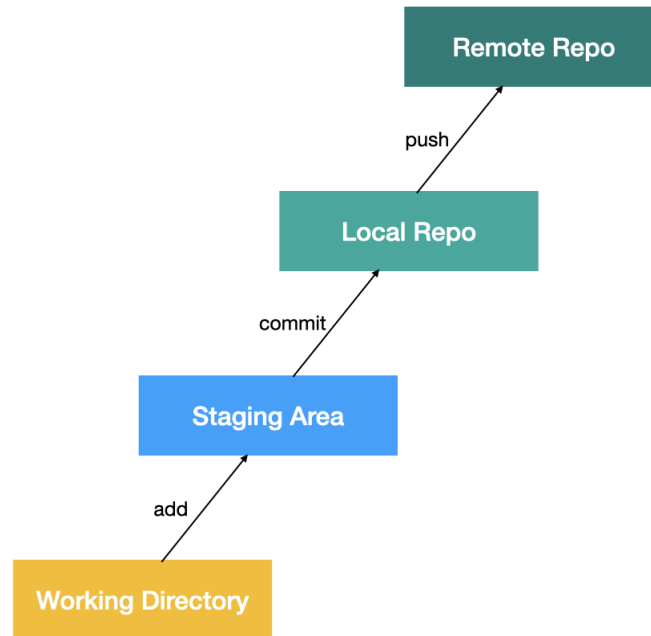 Remote Repo
push
Local Repo
commit
Staging Area
add
Working Directory